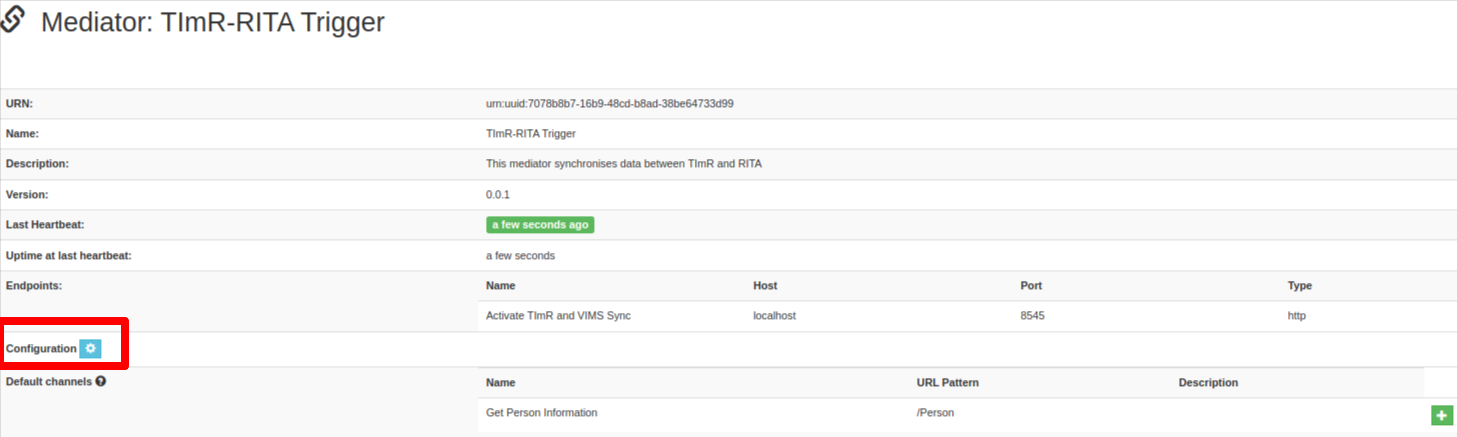 Mediator: TImR-RITA Trigger
URN: urn:uuid:7078b8b7-16b9-48cd-b8ad-38be64733d99
Name: TImR-RITA Trigger
Description: This mediator synchronises data between TImR and RITA
Version: 0.0.1
Last Heartbeat: a few seconds ago
Uptime at last heartbeat: a few seconds
Endpoints: Name Host Port Type
Activate TImR and VIMS Sync localhost 8545 http
Configuration
Default channels Name URL Pattern Description
Get Person Information /Person